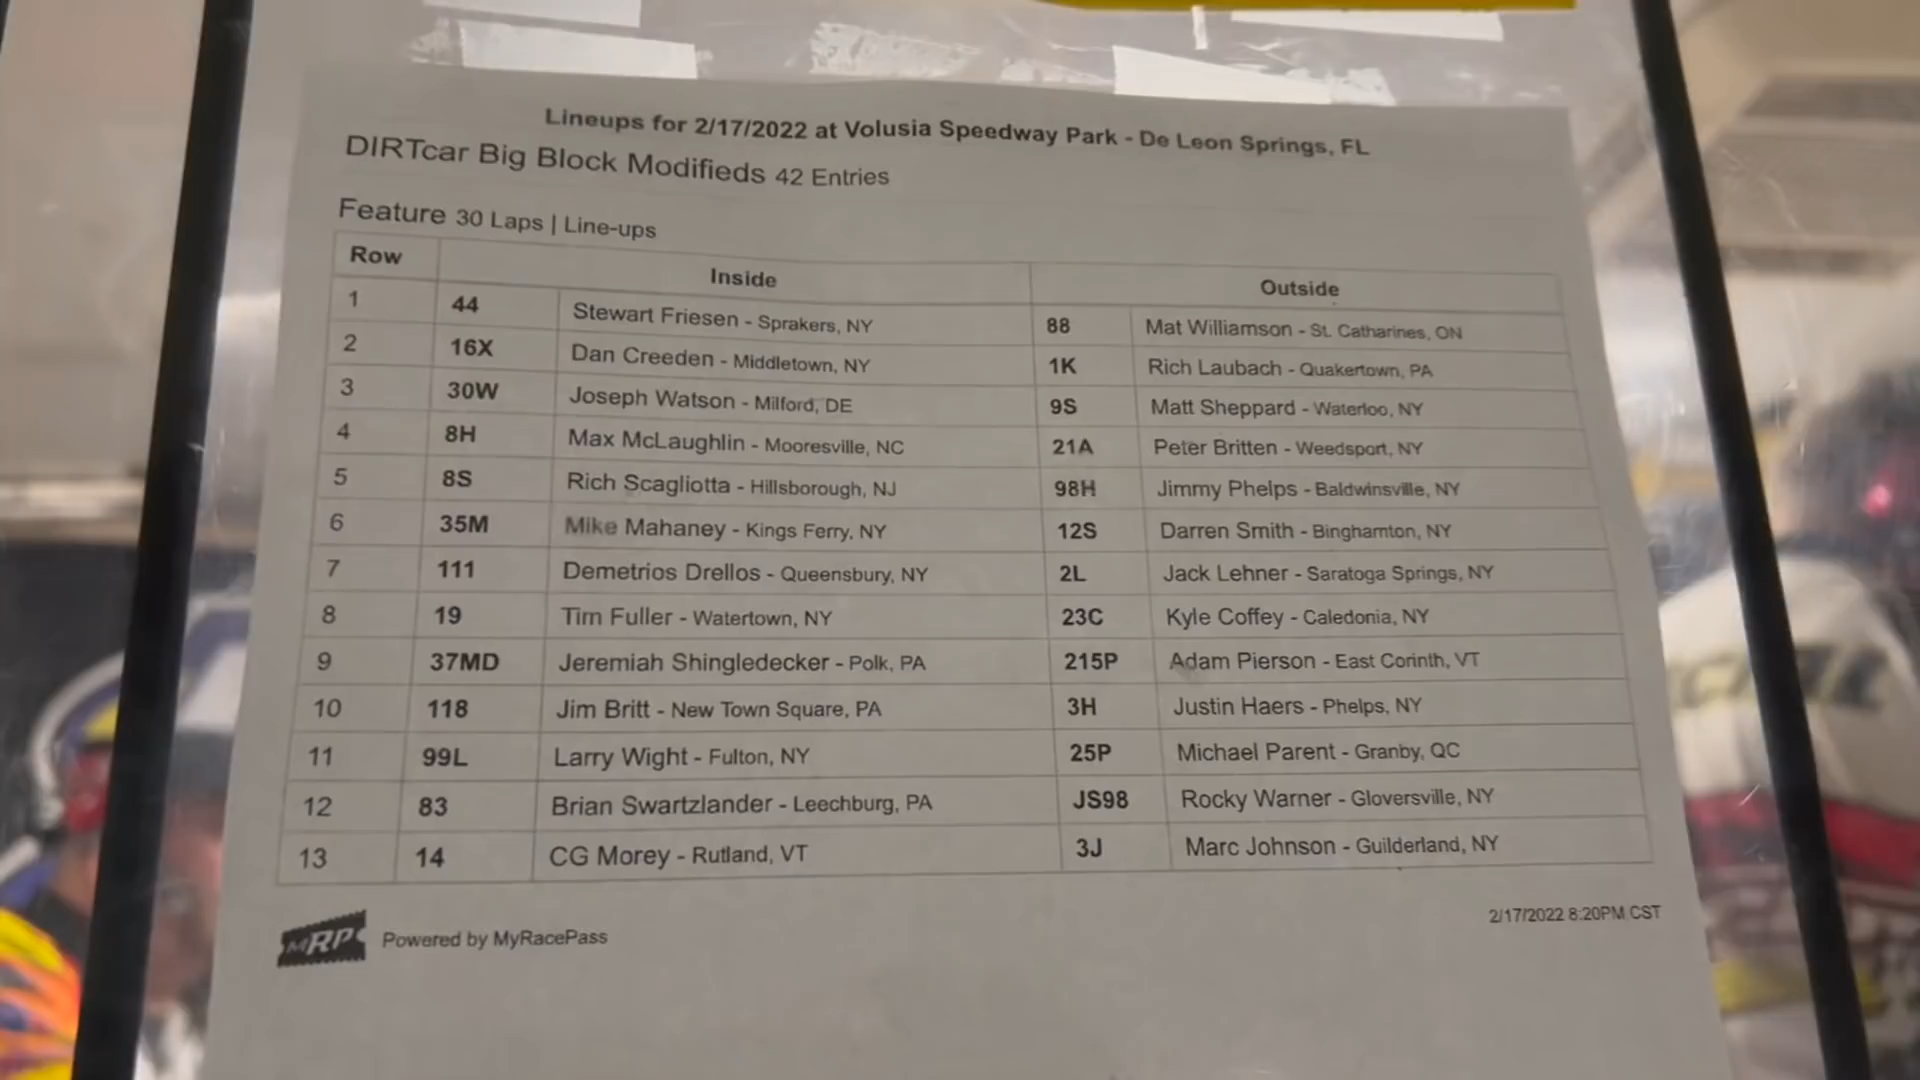 Lineups for 2/17/2022 at Volusia Speedway Park - De Leon Springs, FL
DIRTcar Big Block Modifieds 42 Entries
Feature 30 Laps | Line-ups
Row Inside Outside
1 44 Stewart Friesen - Sprakers, NY 88 Mat Williamson - St. Catharines, ON
2 16X Dan Creeden - Middletown, NY 1K Rich Laubach - Quakertown, PA
3 30W Joseph Watson - Milford, DE 9S Matt Sheppard - Waterloo, NY
4 8H Max McLaughlin - Mooresville, NC 21A Peter Britten - Weedsport, NY
5 8S Rich Scagliotta - Hillsborough, NJ 98H Jimmy Phelps - Baldwinsville, NY
6 35M Mike Mahaney - Kings Ferry, NY 12S Darren Smith - Binghamton, NY
7 111 Demetrios Drellos - Queensbury, NY 2L Jack Lehner - Saratoga Springs, NY
8 19 Tim Fuller - Watertown, NY 23C Kyle Coffey - Caledonia, NY
9 37MD Jeremiah Shingledecker - Polk, PA 215P Adam Pierson - East Corinth, VT
10 118 Jim Britt - New Town Square, PA 3H Justin Haers - Phelps, NY
11 99L Larry Wight - Fulton, NY 25P Michael Parent - Granby, QC
12 83 Brian Swartzlander - Leechburg, PA JS98 Rocky Warner - Gloversville, NY
13 14 CG Morey - Rutland, VT 3J Marc Johnson - Guilderland, NY
MRP Powered by MyRacePass
2/17/2022 8:20PM CST